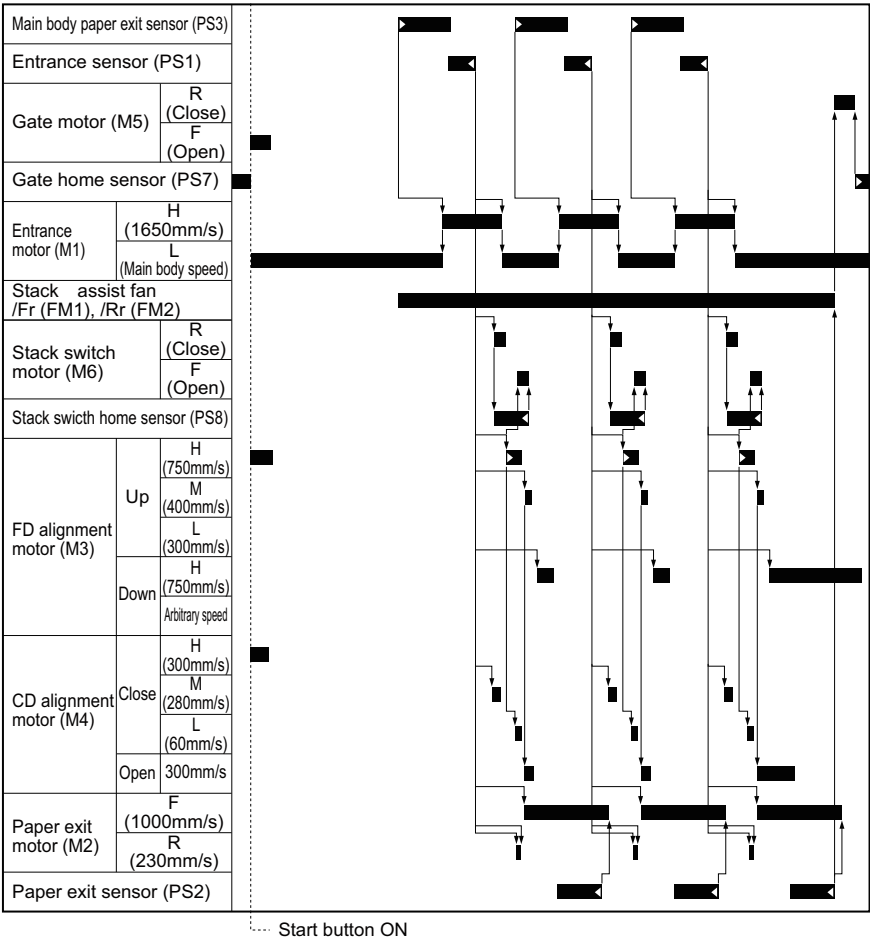 Main body paper exit sensor (PS3)
Entrance sensor (PS1)
Gate motor (M5)
R
(Close)
F
(Open)
Gate home sensor (PS7)
Entrance
motor (M1)
H
(1650mm/s)
L
(Main body speed)
Stack assist fan
/Fr (FM1), /Rr (FM2)
Stack switch
motor (M6)
R
(Close)
F
(Open)
Stack swicth home sensor (PS8)
FD alignment
motor (M3)
Up
H
(750mm/s)
M
(400mm/s)
L
(300mm/s)
Down
H
(750mm/s)
Arbitrary speed
CD alignment
motor (M4)
Close
H
(300mm/s)
M
(280mm/s)
L
(60mm/s)
Open
300mm/s
Paper exit
motor (M2)
F
(1000mm/s)
R
(230mm/s)
Paper exit sensor (PS2)
Start button ON